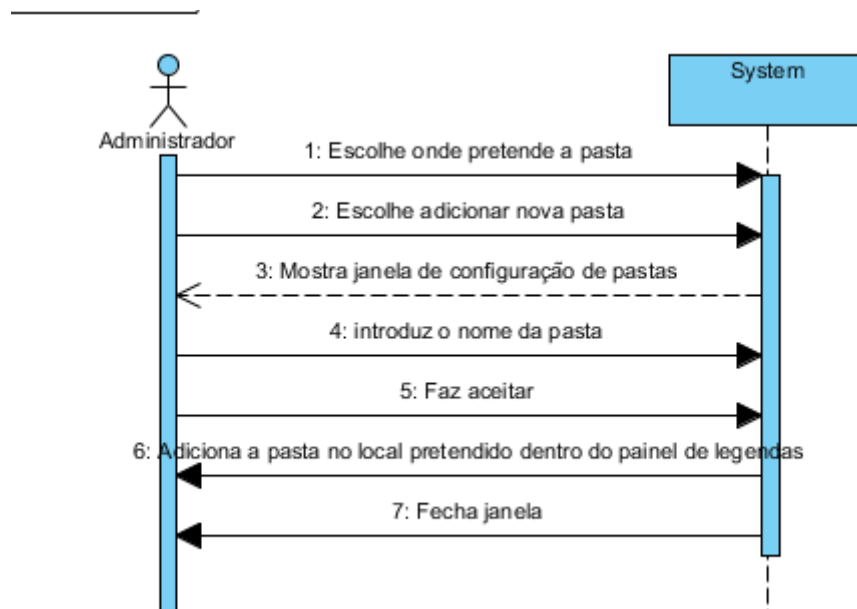 System
Administrador
1: Escolhe onde pretende a pasta
2: Escolhe adicionar nova pasta
3: Mostra janela de configuração de pastas
4: introduz o nome da pasta
5: Faz aceitar
6: Adiciona a pasta no local pretendido dentro do painel de legendas
7: Fecha janela